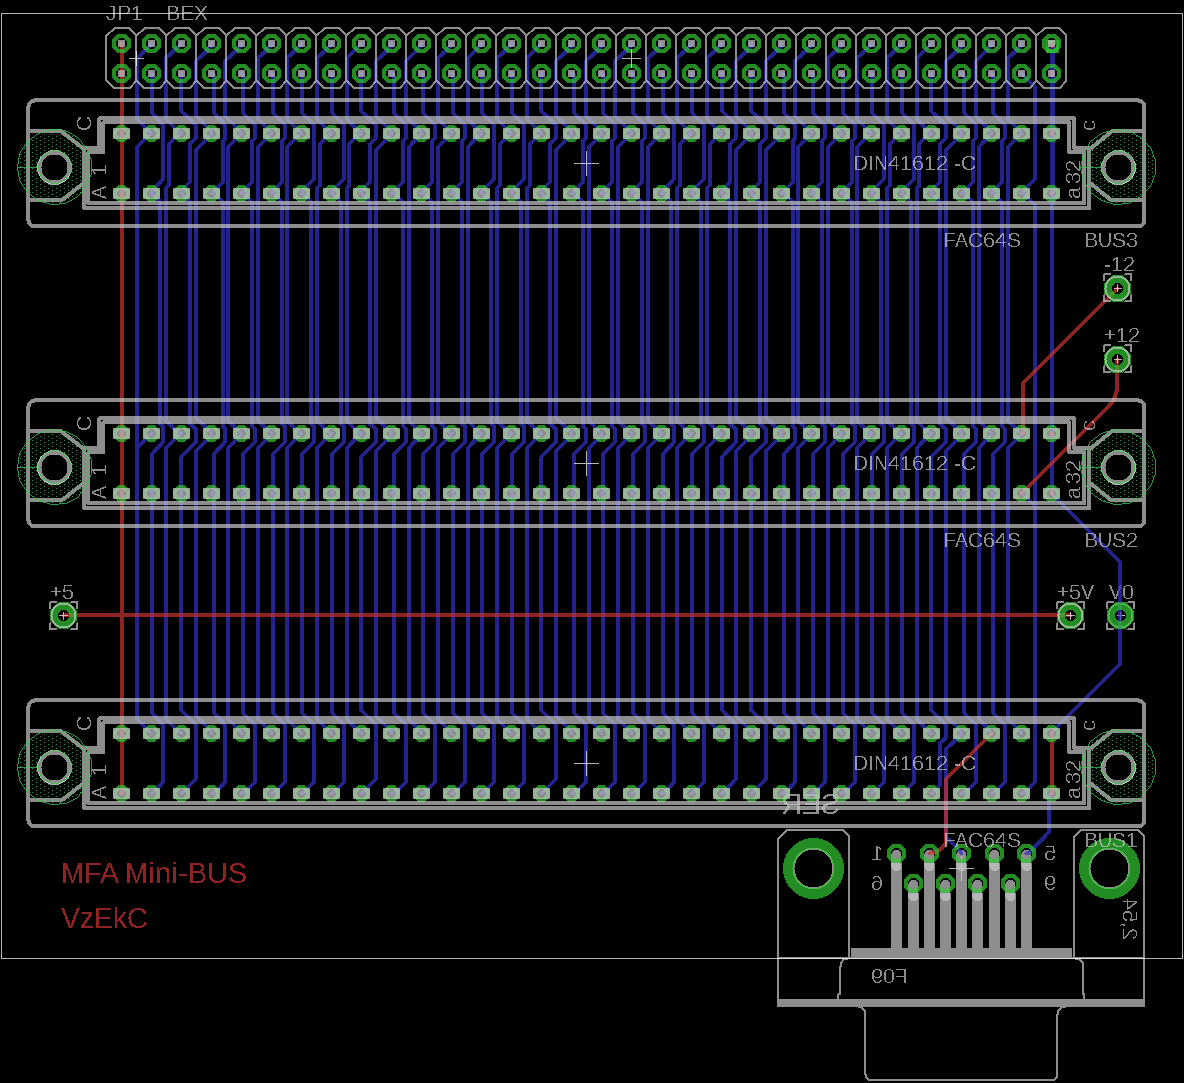 JP1 BEX
C
DIN41612 -C
c
A 1
a 32
FAC64S
BUS3
-12
+12
C
DIN41612 -C
c
A 1
a 32
FAC64S
BUS2
+5
+5V
V0
C
DIN41612 -C
c
A 1
a 32
SER
FAC64S
BUS1
1
5
6
9
MFA Mini-BUS
VzEkC
2,54
F09